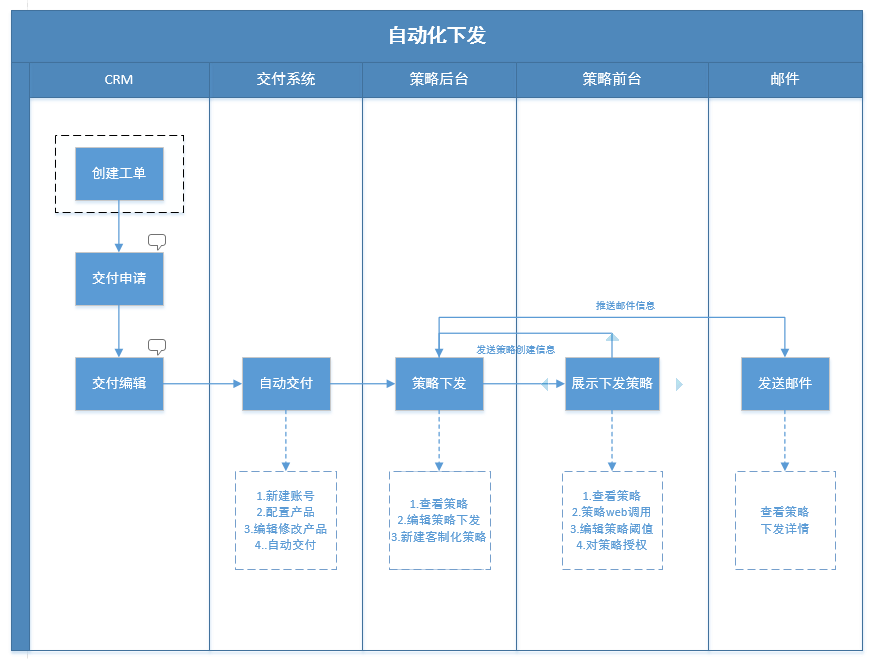 自动化下发
CRM
交付系统
策略后台
策略前台
邮件
创建工单
交付申请
推送邮件信息
发送策略创建信息
交付编辑
自动交付
策略下发
展示下发策略
发送邮件
1.新建账号
2.配置产品
3.编辑修改产品
4..自动交付
1.查看策略
2.编辑策略下发
3.新建客制化策略
1.查看策略
2.策略web调用
3.编辑策略阈值
4.对策略授权
查看策略
下发详情